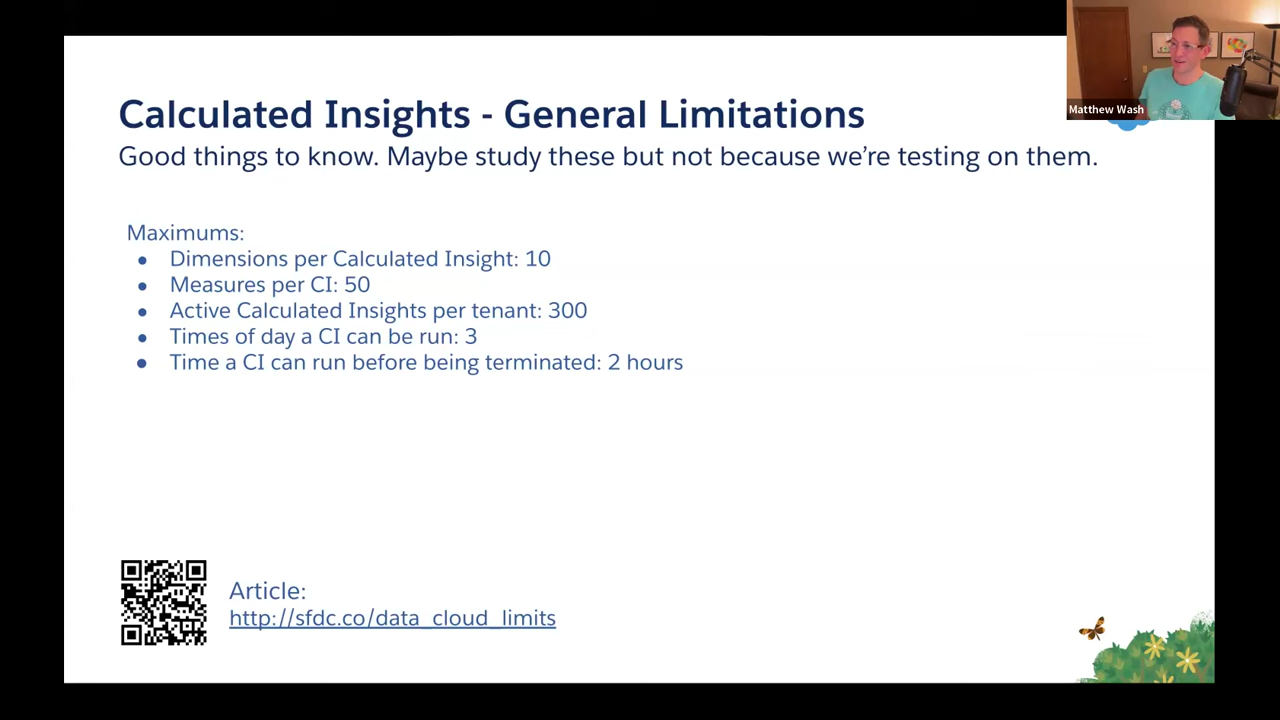 Matthew Wash
Calculated Insights - General Limitations
Good things to know. Maybe study these but not because we’re testing on them.
Maximums:
● Dimensions per Calculated Insight: 10
● Measures per CI: 50
● Active Calculated Insights per tenant: 300
● Times of day a CI can be run: 3
● Time a CI can run before being terminated: 2 hours
Article:
http://sfdc.co/data_cloud_limits